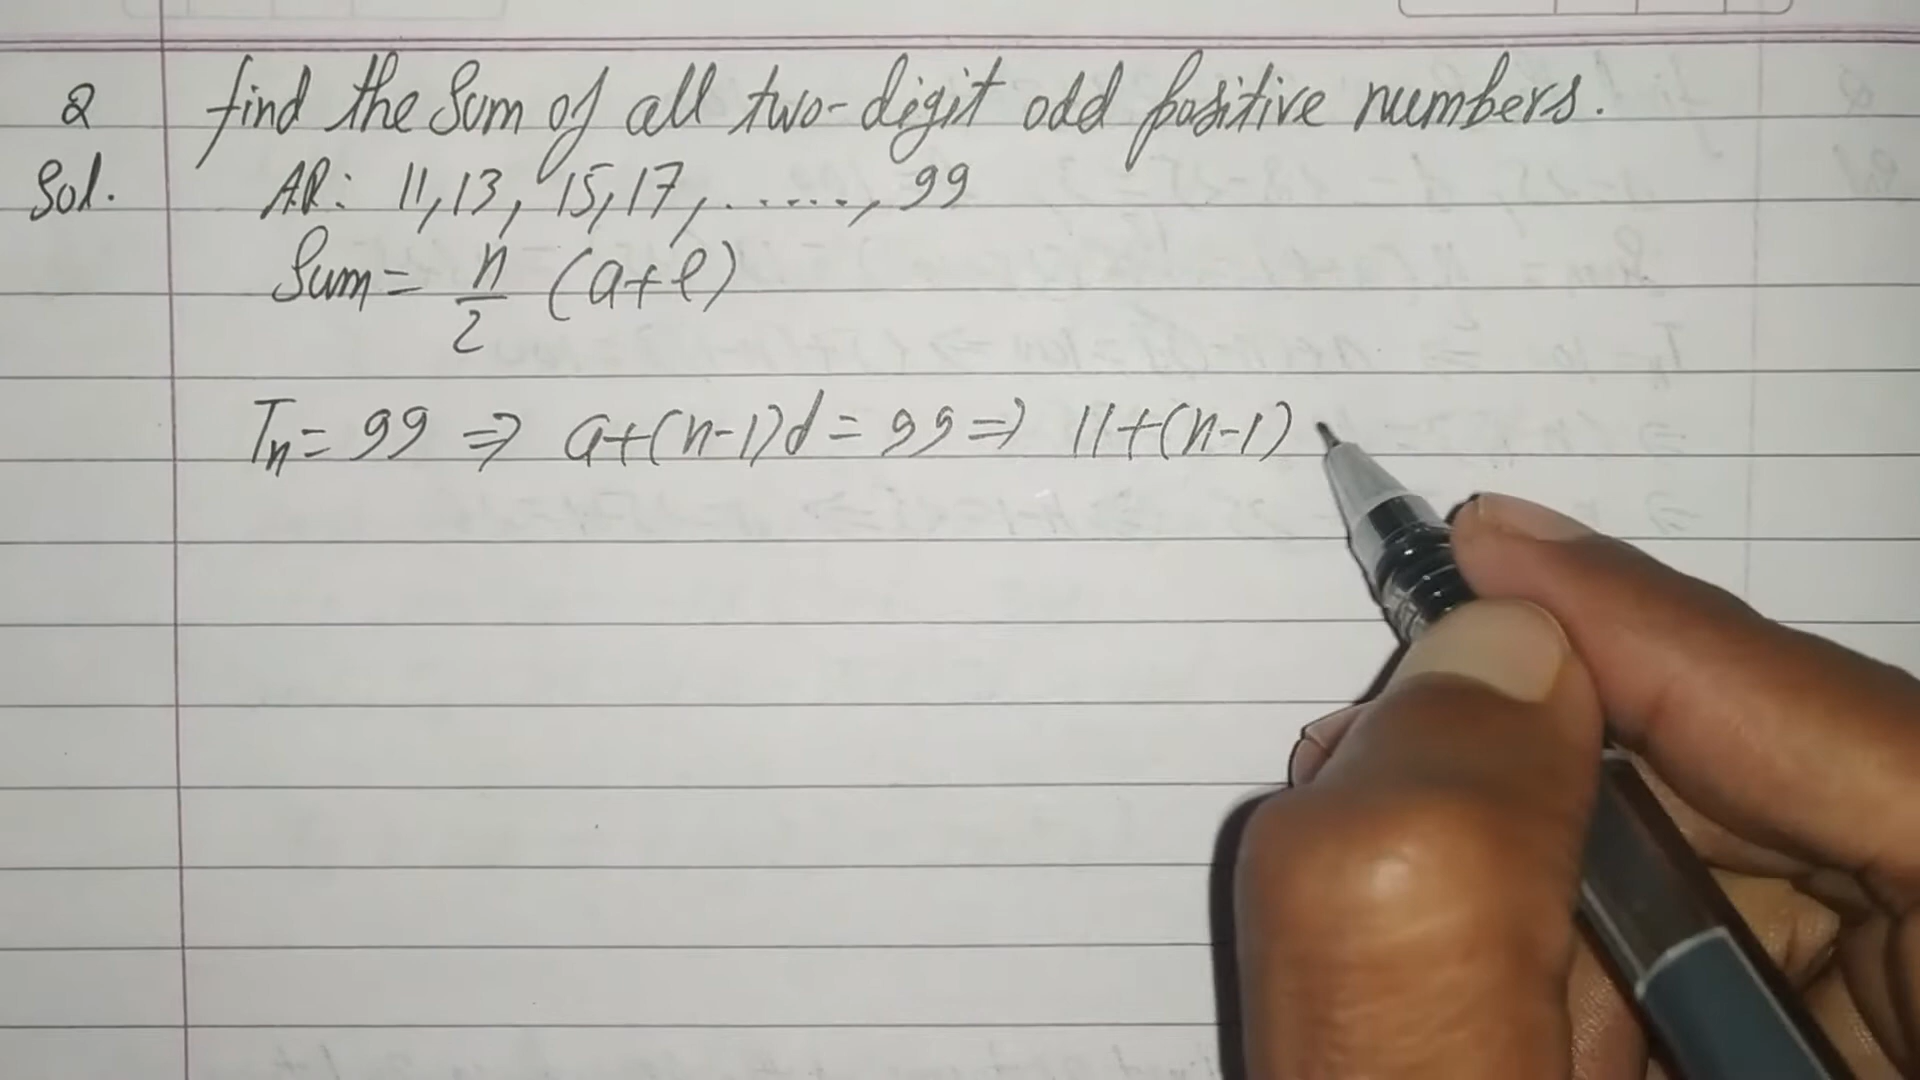 Q find the Sum of all two-digit odd positive numbers.
Sol. A.P.: 11, 13, 15, 17, ......, 99
Sum = n/2 (a+l)
Tn = 99 ⇒ a+(n-1)d = 99 ⇒ 11+(n-1)